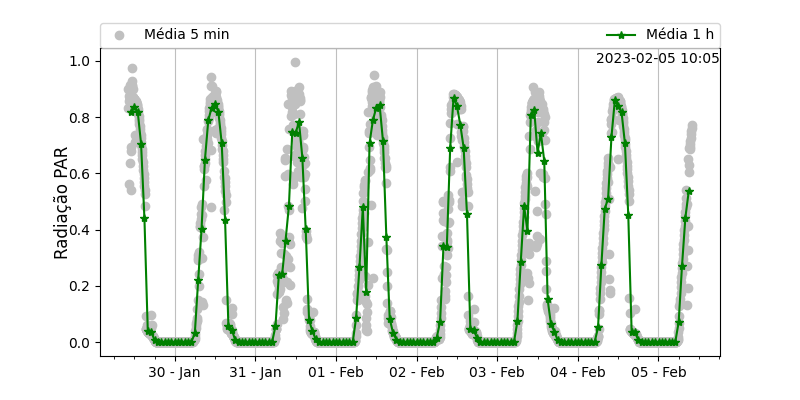 Média 5 min
Média 1 h
2023-02-05 10:05
Radiação PAR
1.0
0.8
0.6
0.4
0.2
0.0
30 - Jan
31 - Jan
01 - Feb
02 - Feb
03 - Feb
04 - Feb
05 - Feb